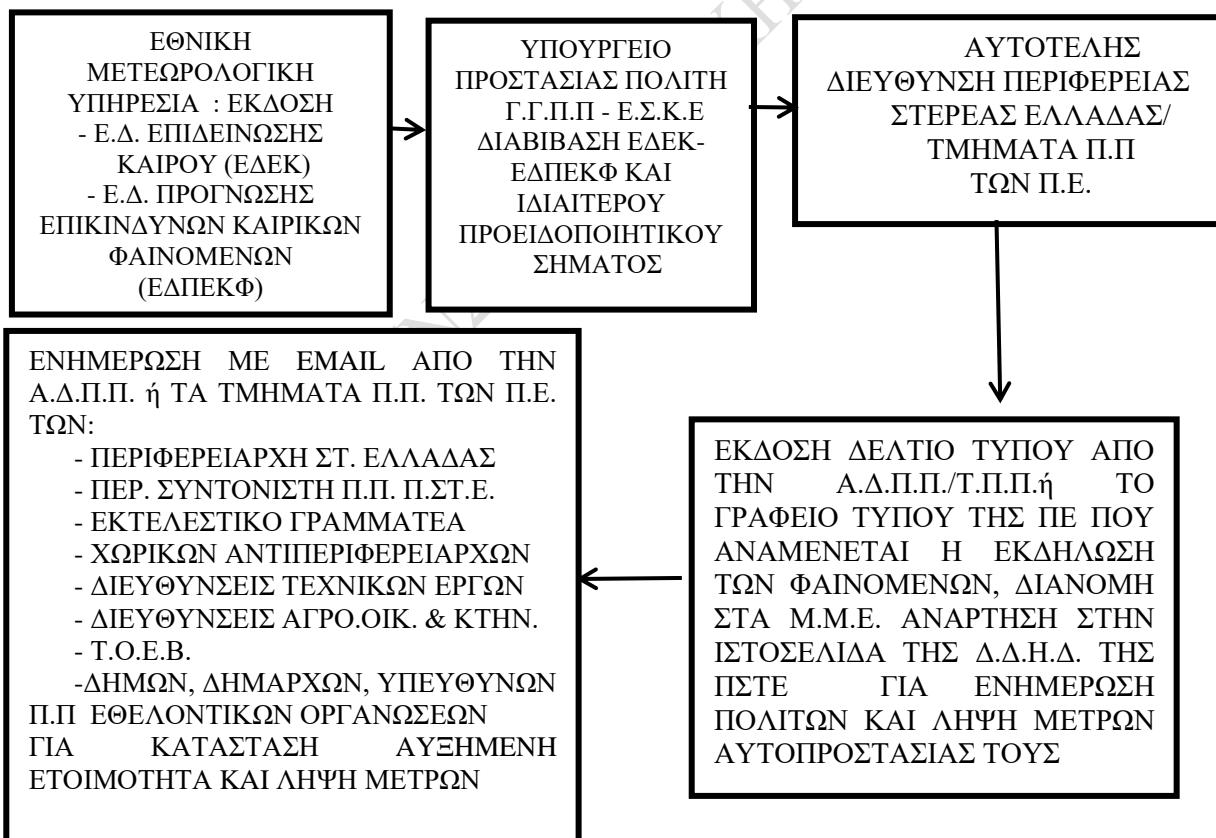 ΕΘΝΙΚΗ
ΜΕΤΕΩΡΟΛΟΓΙΚΗ
ΥΠΗΡΕΣΙΑ : ΕΚΔΟΣΗ
- Ε.Δ. ΕΠΙΔΕΙΝΩΣΗΣ
ΚΑΙΡΟΥ (ΕΔΕΚ)
- Ε.Δ. ΠΡΟΓΝΩΣΗΣ
ΕΠΙΚΙΝΔΥΝΩΝ ΚΑΙΡΙΚΩΝ
ΦΑΙΝΟΜΕΝΩΝ
(ΕΔΠΕΚΦ)
ΥΠΟΥΡΓΕΙΟ
ΠΡΟΣΤΑΣΙΑΣ ΠΟΛΙΤΗ
Γ.Γ.Π.Π - Ε.Σ.Κ.Ε
ΔΙΑΒΙΒΑΣΗ ΕΔΕΚ-
ΕΔΠΕΚΦ ΚΑΙ
ΙΔΙΑΙΤΕΡΟΥ
ΠΡΟΕΙΔΟΠΟΙΗΤΙΚΟΥ
ΣΗΜΑΤΟΣ
ΑΥΤΟΤΕΛΗΣ
ΔΙΕΥΘΥΝΣΗ ΠΕΡΙΦΕΡΕΙΑΣ
ΣΤΕΡΕΑΣ ΕΛΛΑΔΑΣ/
ΤΜΗΜΑΤΑ Π.Π
ΤΩΝ Π.Ε.
ΕΚΔΟΣΗ ΔΕΛΤΙΟ ΤΥΠΟΥ ΑΠΟ
ΤΗΝ Α.Δ.Π.Π./Τ.Π.Π.ή ΤΟ
ΓΡΑΦΕΙΟ ΤΥΠΟΥ ΤΗΣ ΠΕ ΠΟΥ
ΑΝΑΜΕΝΕΤΑΙ Η ΕΚΔΗΛΩΣΗ
ΤΩΝ ΦΑΙΝΟΜΕΝΩΝ, ΔΙΑΝΟΜΗ
ΣΤΑ Μ.Μ.Ε. ΑΝΑΡΤΗΣΗ ΣΤΗΝ
ΙΣΤΟΣΕΛΙΔΑ ΤΗΣ Δ.Δ.Η.Δ. ΤΗΣ
ΠΣΤΕ ΓΙΑ ΕΝΗΜΕΡΩΣΗ
ΠΟΛΙΤΩΝ ΚΑΙ ΛΗΨΗ ΜΕΤΡΩΝ
ΑΥΤΟΠΡΟΣΤΑΣΙΑΣ ΤΟΥΣ
ΕΝΗΜΕΡΩΣΗ ΜΕ EMAIL ΑΠΟ ΤΗΝ
Α.Δ.Π.Π. ή ΤΑ ΤΜΗΜΑΤΑ Π.Π. ΤΩΝ Π.Ε.
ΤΩΝ:
- ΠΕΡΙΦΕΡΕΙΑΡΧΗ ΣΤ. ΕΛΛΑΔΑΣ
- ΠΕΡ. ΣΥΝΤΟΝΙΣΤΗ Π.Π. Π.ΣΤ.Ε.
- ΕΚΤΕΛΕΣΤΙΚΟ ΓΡΑΜΜΑΤΕΑ
- ΧΩΡΙΚΩΝ ΑΝΤΙΠΕΡΙΦΕΡΕΙΑΡΧΩΝ
- ΔΙΕΥΘΥΝΣΕΙΣ ΤΕΧΝΙΚΩΝ ΕΡΓΩΝ
- ΔΙΕΥΘΥΝΣΕΙΣ ΑΓΡΟ.ΟΙΚ. & ΚΤΗΝ.
- Τ.Ο.Ε.Β.
-ΔΗΜΩΝ, ΔΗΜΑΡΧΩΝ, ΥΠΕΥΘΥΝΩΝ
Π.Π ΕΘΕΛΟΝΤΙΚΩΝ ΟΡΓΑΝΩΣΕΩΝ
ΓΙΑ ΚΑΤΑΣΤΑΣΗ ΑΥΞΗΜΕΝΗ
ΕΤΟΙΜΟΤΗΤΑ ΚΑΙ ΛΗΨΗ ΜΕΤΡΩΝ